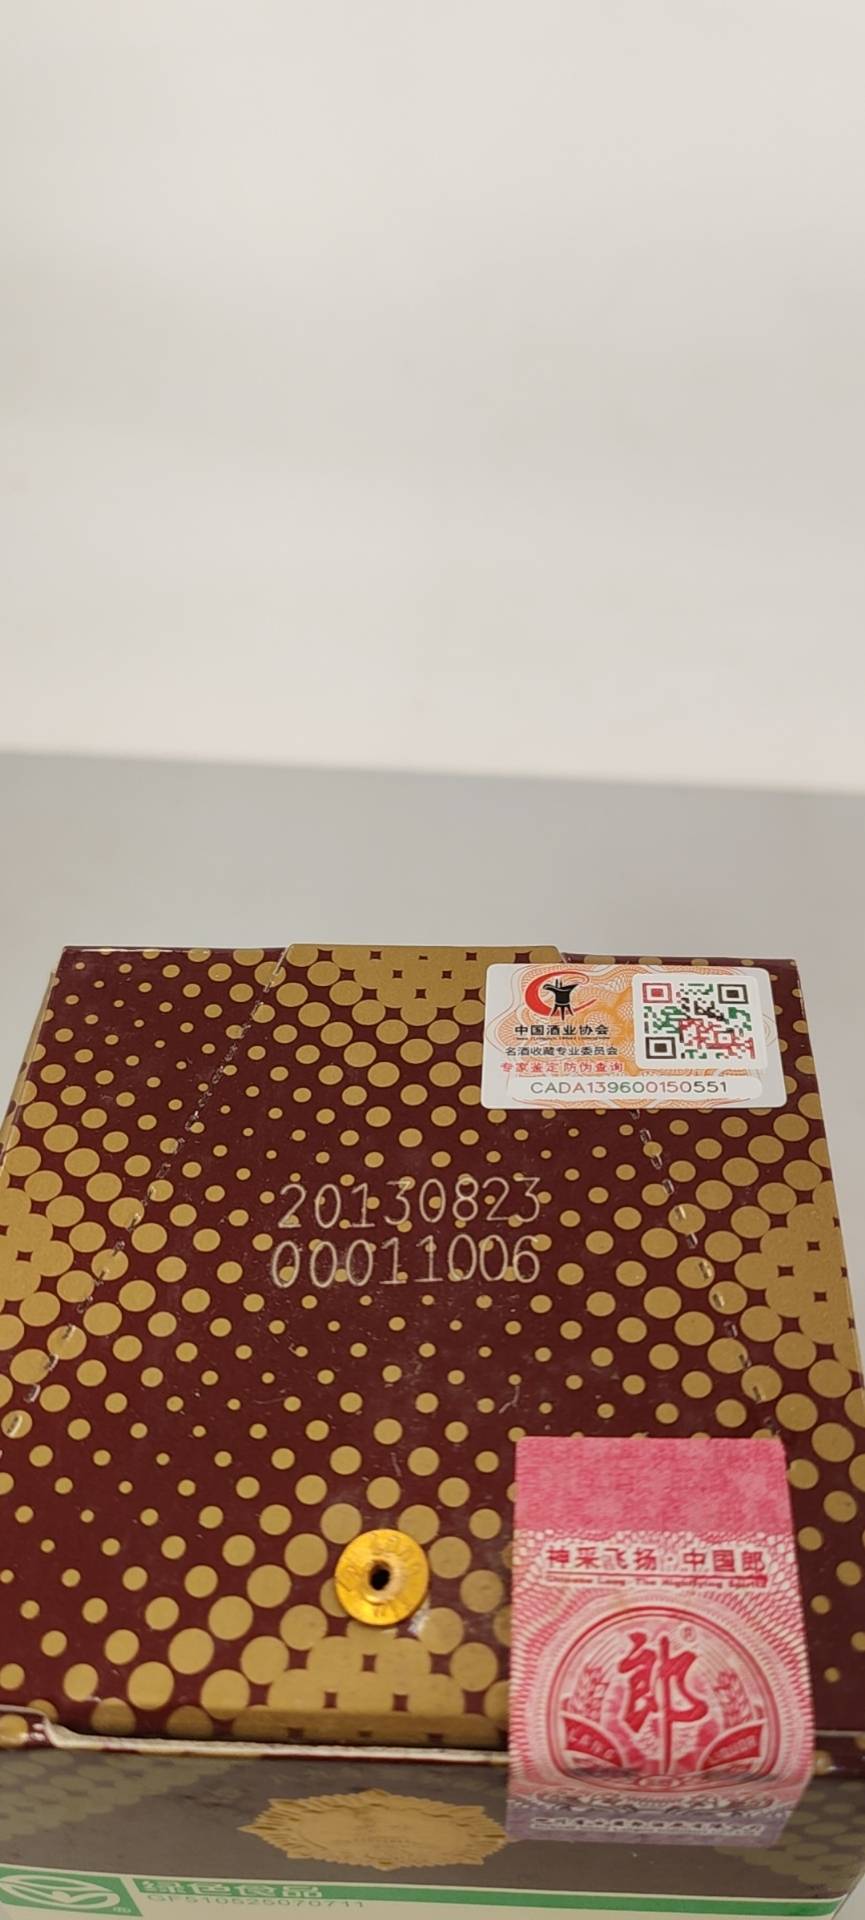 中国酒业协会
名酒收藏专业委员会
专家鉴定 防伪查询
CADA139600150551
20130823
00011006
神采飞扬·中国郎
郎
绿色食品
GF510525070711